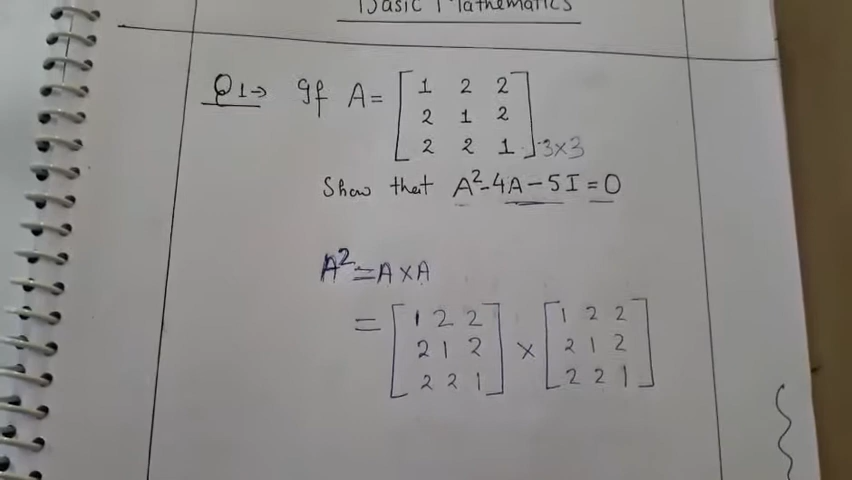 Basic Mathematics
Q1→ If A = [1 2 2
2 1 2
2 2 1] 3×3
Show that A²-4A-5I=0
A² = A×A
= [1 2 2 2 1 2 2 2 1] × [1 2 2 2 1 2 2 2 1]